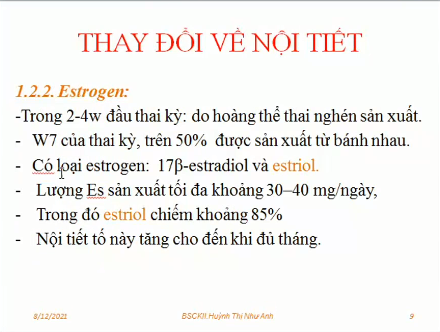 THAY ĐỔI VỀ NỘI TIẾT
1.2.2. Estrogen:
-Trong 2-4w đầu thai kỳ: do hoàng thể thai nghén sản xuất.
- W7 của thai kỳ, trên 50% được sản xuất từ bánh nhau.
- Có loại estrogen: 17β-estradiol và estriol.
- Lượng Es sản xuất tối đa khoảng 30–40 mg/ngày,
- Trong đó estriol chiếm khoảng 85%
- Nội tiết tố này tăng cho đến khi đủ tháng.
8/12/2021
BSCKII.Huỳnh Thị Như Anh
9